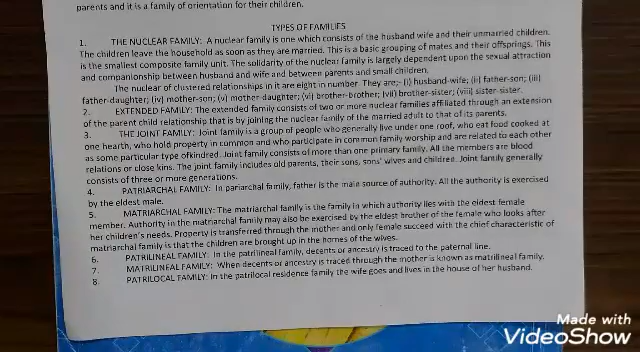 parents and it is a family of orientation for their children.
TYPES OF FAMILIES
1. THE NUCLEAR FAMILY: A nuclear family is one which consists of the husband wife and their unmarried children.
The children leave the household as soon as they are married. This is a basic grouping of mates and their offsprings. This
is the smallest composite family unit. The solidarity of the nuclear family is largely dependent upon the sexual attraction
and companionship between husband and wife and between parents and small children.
The nuclear of clustered relationships in it are eight in number. They are;- (i) husband-wife; (ii) father-son; (iii)
father-daughter; (iv) mother-son; (v) mother-daughter; (vi) brother-brother; (vii) brother-sister; (viii) sister-sister.
2. EXTENDED FAMILY: The extended family consists of two or more nuclear families affiliated through an extension
of the parent child relationship that is by joining the nuclear family of the married adult to that of its parents.
3. THE JOINT FAMILY: Joint family is a group of people who generally live under one roof, who eat food cooked at
one hearth, who hold property in common and who participate in common family worship and are related to each other
as some particular type of kindred. Joint family consists of more than one primary family. All the members are blood
relations or close kins. The joint family includes old parents, their sons, sons' wives and children. Joint family generally
consists of three or more generations.
4. PATRIARCHAL FAMILY: In pariarchal family, father is the male source of authority. All the authority is exercised
by the eldest male.
5. MATRIARCHAL FAMILY: The matriarchal family is the family in which authority lies with the eldest female
member. Authority in the matriarchal family may also be exercised by the eldest brother of the female who looks after
her children's needs. Property is transferred through the mother and only female succeed with the chief characteristic of
matriarchal family is that the children are brought up in the homes of the wives.
6. PATRILINEAL FAMILY: In the patrilineal family, decents or ancestry is traced to the paternal line.
7. MATRILINEAL FAMILY: When decents or ancestry is traced through the mother is known as matrilineal family.
8. PATRILOCAL FAMILY: In the patrilocal residence family the wife goes and lives in the house of her husband.
Made with
VideoShow